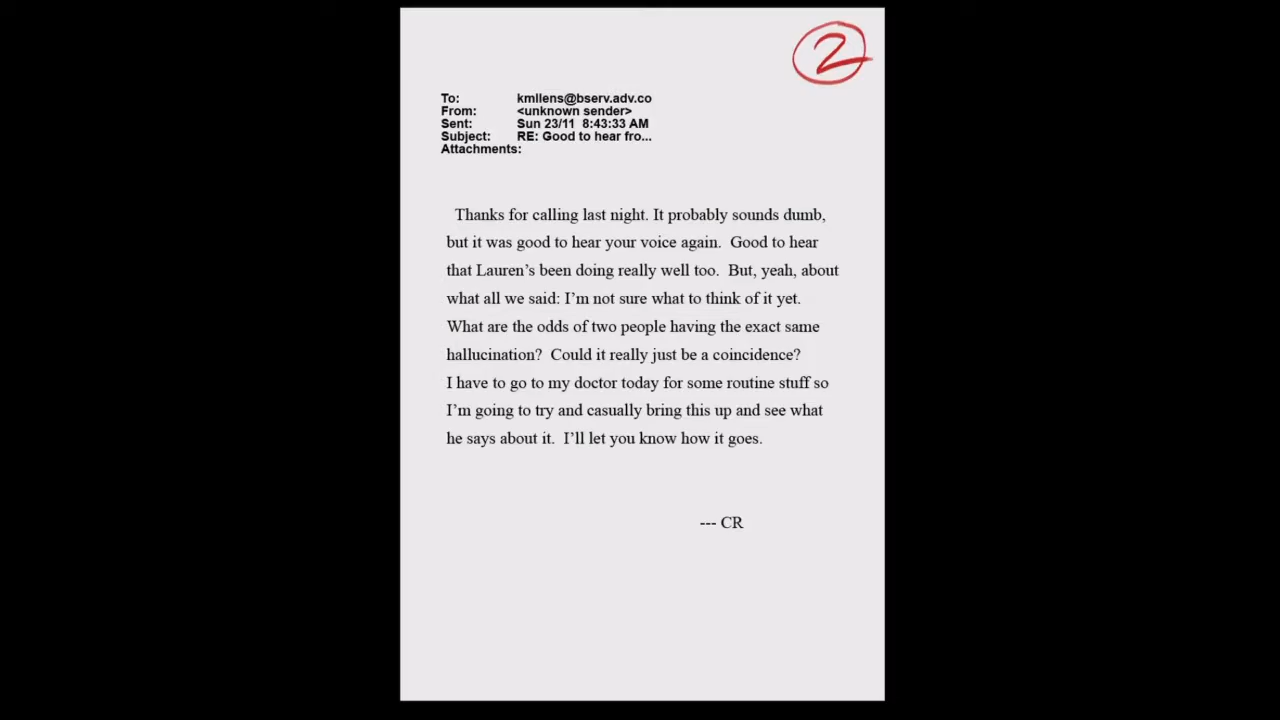 2
To: kmllens@bserv.adv.co
From: <unknown sender>
Sent: Sun 23/11 8:43:33 AM
Subject: RE: Good to hear fro...
Attachments:
Thanks for calling last night. It probably sounds dumb,
but it was good to hear your voice again. Good to hear
that Lauren’s been doing really well too. But, yeah, about
what all we said: I’m not sure what to think of it yet.
What are the odds of two people having the exact same
hallucination? Could it really just be a coincidence?
I have to go to my doctor today for some routine stuff so
I’m going to try and casually bring this up and see what
he says about it. I’ll let you know how it goes.
--- CR